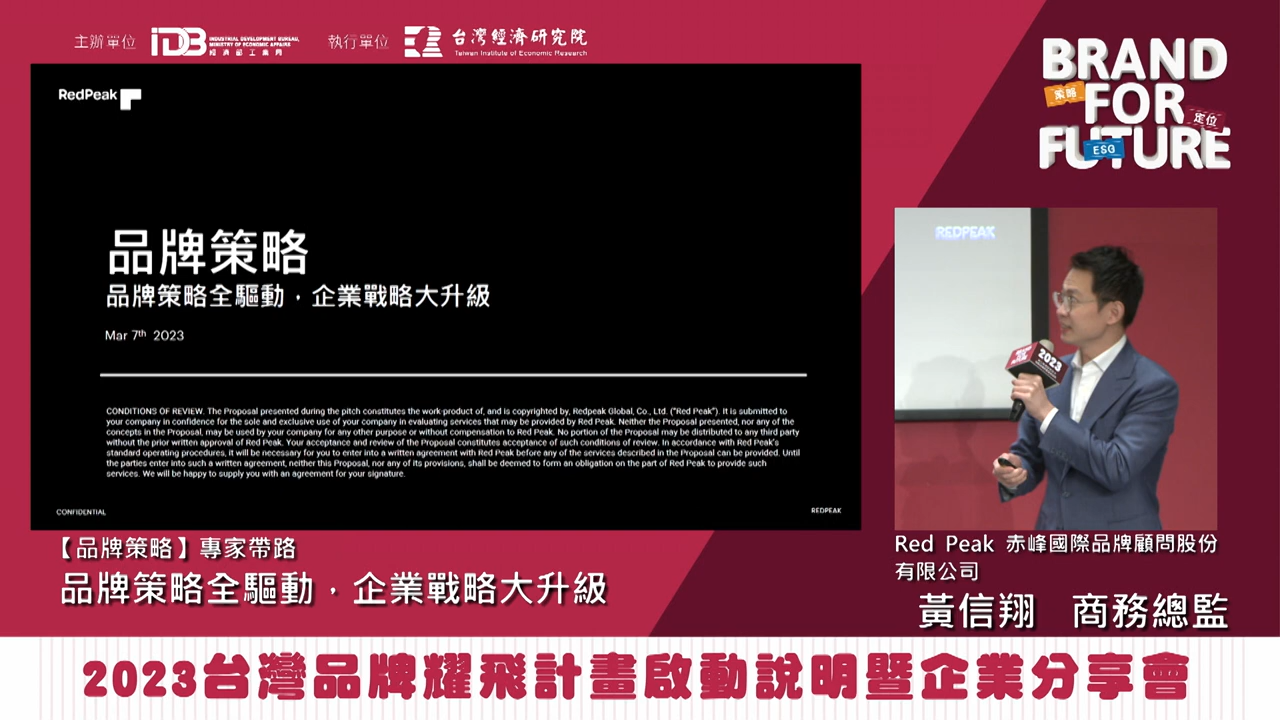 主辦單位
iDB
INDUSTRIAL DEVELOPMENT BUREAU,
MINISTRY OF ECONOMIC AFFAIRS
經濟部工業局
執行單位
台灣經濟研究院
Taiwan Institute of Economic Research
BRAND
策略
FOR
定位
FUTURE
ESG
RedPeak
品牌策略
品牌策略全驅動，企業戰略大升級
Mar 7th 2023
CONDITIONS OF REVIEW. The Proposal presented during the pitch constitutes the work-product of, and is copyrighted by, Redpeak Global, Co., Ltd. ("Red Peak"). It is submitted to
your company in confidence for the sole and exclusive use of your company in evaluating services that may be provided by Red Peak. Neither the Proposal presented, nor any of the
concepts in the Proposal, may be used by your company for any other purpose or without compensation to Red Peak. No portion of the Proposal may be distributed to any third party
without the prior written approval of Red Peak. Your acceptance and review of the Proposal constitutes acceptance of such conditions of review. In accordance with Red Peak's
standard operating procedures, it will be necessary for you to enter into a written agreement with Red Peak before any of the services described in the Proposal can be provided. Until
the parties enter into such a written agreement, neither this Proposal, nor any of its provisions, shall be deemed to form an obligation on the part of Red Peak to provide such
services. We will be happy to supply you with an agreement for your signature.
CONFIDENTIAL
REDPEAK
REDPEAK
2023
【品牌策略】專家帶路
品牌策略全驅動，企業戰略大升級
Red Peak 赤峰國際品牌顧問股份
有限公司
黃信翔 商務總監
2023台灣品牌耀飛計畫啟動說明暨企業分享會